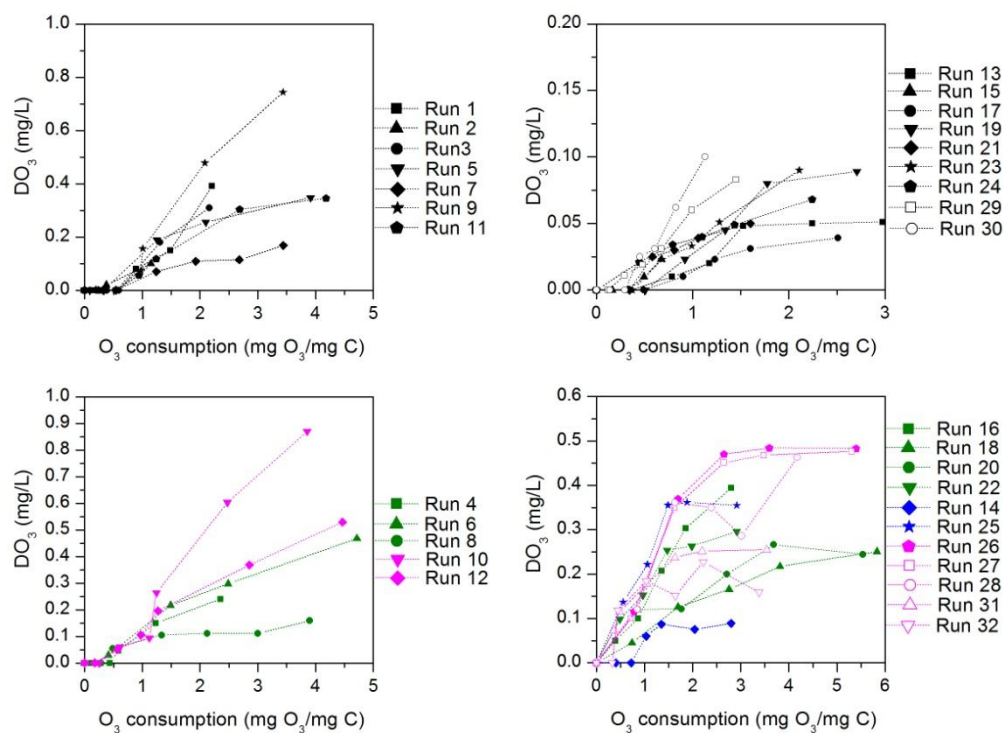 1.0
0.8
0.6
0.4
0.2
0.0
DO₃ (mg/L)
0 1 2 3 4 5
O₃ consumption (mg O₃/mg C)
Run 1
Run 2
Run3
Run 5
Run 7
Run 9
Run 11
0.20
0.15
0.10
0.05
0.00
DO₃ (mg/L)
0 1 2 3
O₃ consumption (mg O₃/mg C)
Run 13
Run 15
Run 17
Run 19
Run 21
Run 23
Run 24
Run 29
Run 30
1.0
0.9
0.8
0.7
0.6
0.5
0.4
0.3
0.2
0.1
0.0
DO₃ (mg/L)
0 1 2 3 4 5
O₃ consumption (mg O₃/mg C)
Run 4
Run 6
Run 8
Run 10
Run 12
0.6
0.5
0.4
0.3
0.2
0.1
0.0
DO₃ (mg/L)
0 1 2 3 4 5 6
O₃ consumption (mg O₃/mg C)
Run 16
Run 18
Run 20
Run 22
Run 14
Run 25
Run 26
Run 27
Run 28
Run 31
Run 32